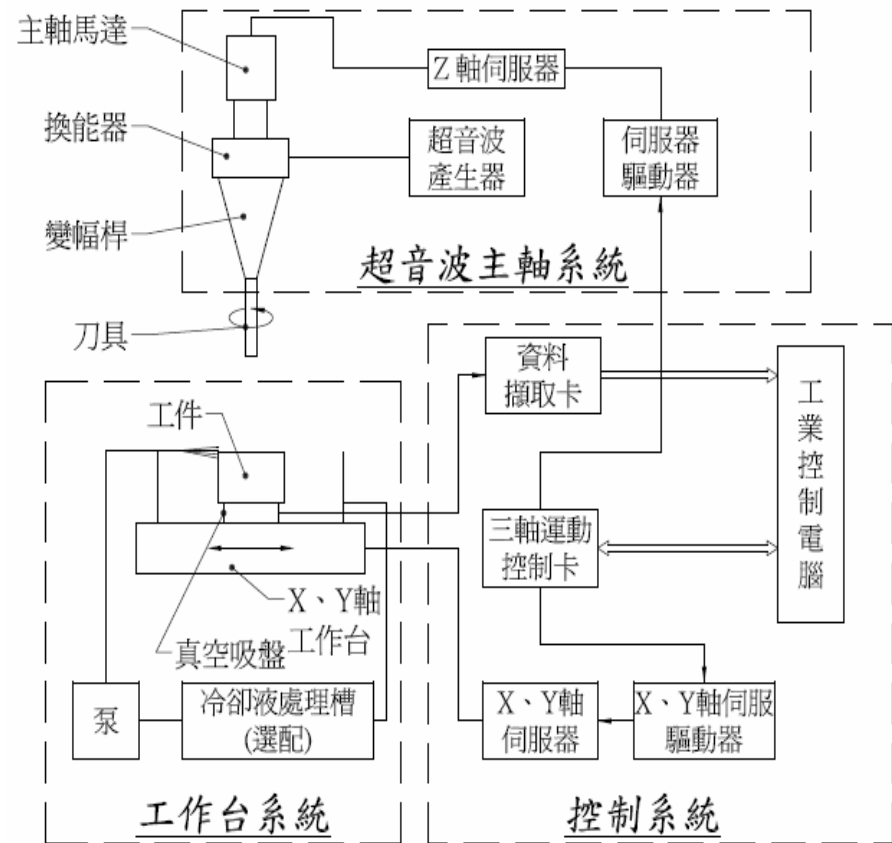 主軸馬達
Z 軸伺服器
換能器
超音波
產生器
伺服器
驅動器
變幅桿
超音波主軸系統
刀具
資料
擷取卡
工業控制電腦
工件
三軸運動
控制卡
X、Y軸
工作台
真空吸盤
泵
冷卻液處理槽
(選配)
X、Y軸
伺服器
X、Y軸伺服
驅動器
工作台系統
控制系統